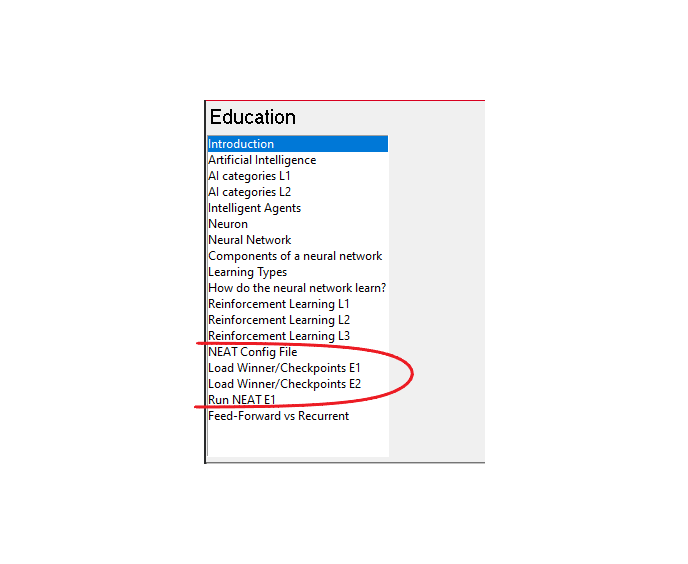 Education
Introduction
Artificial Intelligence
AI categories L1
AI categories L2
Intelligent Agents
Neuron
Neural Network
Components of a neural network
Learning Types
How do the neural network learn?
Reinforcement Learning L1
Reinforcement Learning L2
Reinforcement Learning L3
NEAT Config File
Load Winner/Checkpoints E1
Load Winner/Checkpoints E2
Run NEAT E1
Feed-Forward vs Recurrent